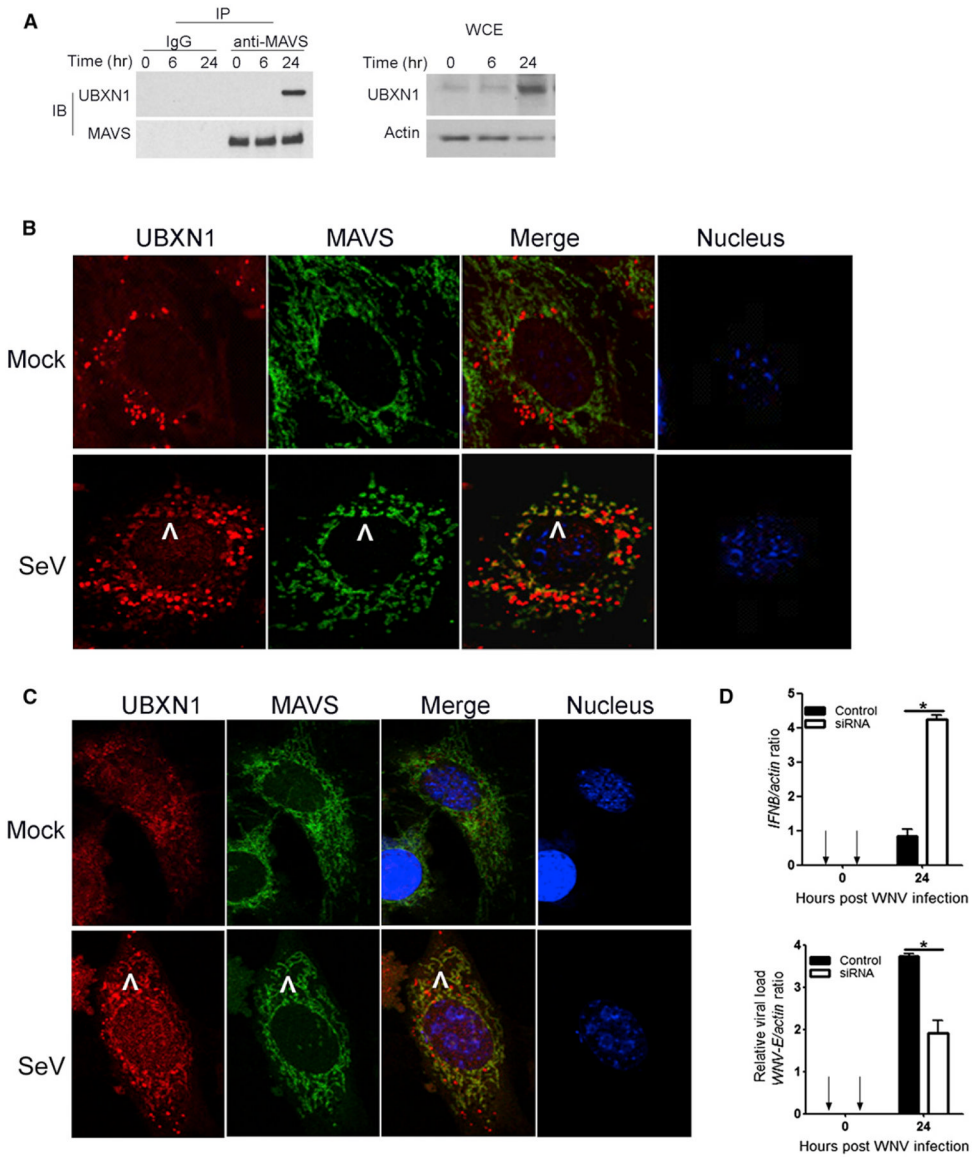 A
IP
IgG anti-MAVS
Time (hr) 0 6 24 0 6 24
IB
UBXN1
MAVS
WCE
Time (hr) 0 6 24
UBXN1
Actin
B
UBXN1 MAVS Merge Nucleus
Mock
^ ^ ^
SeV
C
UBXN1 MAVS Merge Nucleus
Mock
^ ^ ^
SeV
D
5
4
3
2
1
0
IFNB/actin ratio
Control
siRNA
*
0 24
Hours post WNV infection
4
3
2
1
0
Relative viral load
WNV-E/actin ratio
Control
siRNA
*
0 24
Hours post WNV infection